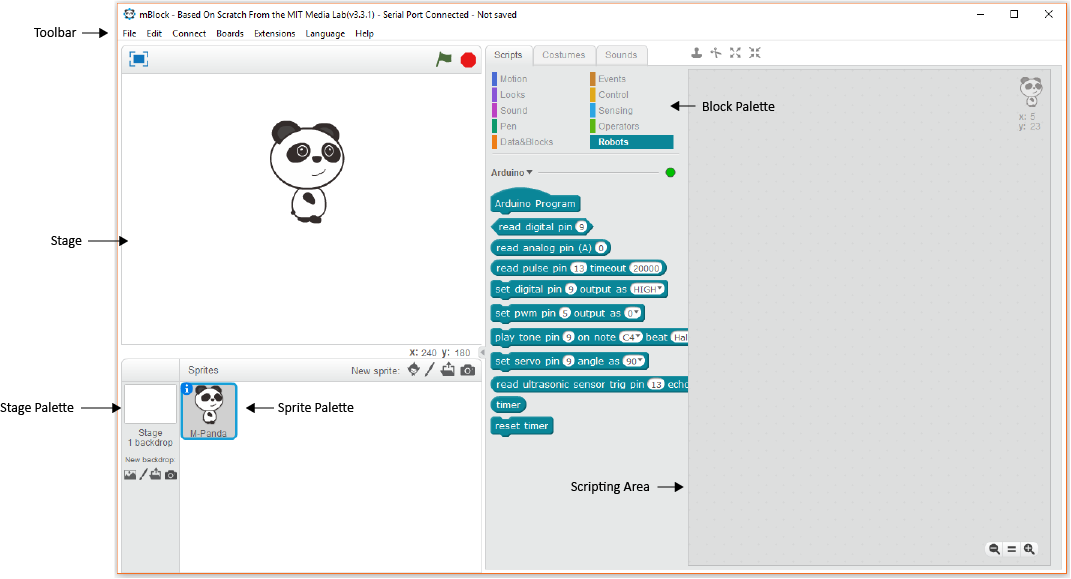 mBlock - Based On Scratch From the MIT Media Lab(v3.3.1) - Serial Port Connected - Not saved
Toolbar
File Edit Connect Boards Extensions Language Help
Scripts Costumes Sounds
Motion Events
Looks Control
Sound Sensing
Pen Operators
Data&Blocks Robots
Block Palette
x: 5
y: 23
Arduino
Arduino Program
read digital pin 9
read analog pin (A) 0
read pulse pin 13 timeout 20000
set digital pin 9 output as HIGH
set pwm pin 5 output as 0
play tone pin 9 on note C4 beat Hal
set servo pin 9 angle as 90
read ultrasonic sensor trig pin 13 echo
timer
reset timer
Stage
x: 240 y: 180
Sprites New sprite:
Stage Palette
Sprite Palette
Stage
1 backdrop
New backdrop:
M-Panda
Scripting Area